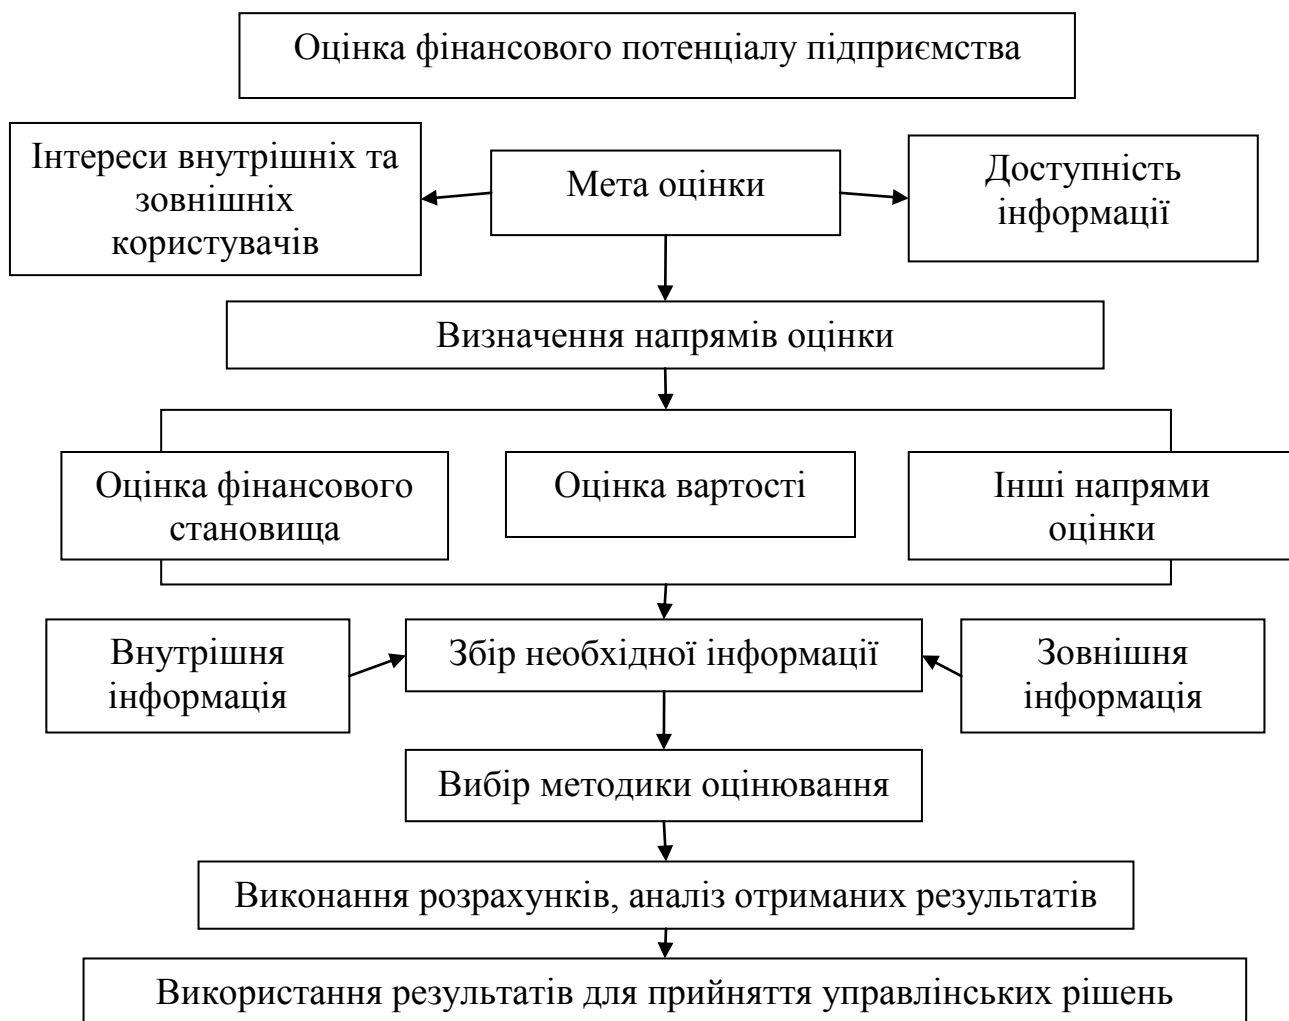 Оцінка фінансового потенціалу підприємства
Інтереси внутрішніх та
зовнішніх
користувачів
Мета оцінки
Доступність
інформації
Визначення напрямів оцінки
Оцінка фінансового
становища
Оцінка вартості
Інші напрями
оцінки
Внутрішня
інформація
Збір необхідної інформації
Зовнішня
інформація
Вибір методики оцінювання
Виконання розрахунків, аналіз отриманих результатів
Використання результатів для прийняття управлінських рішень